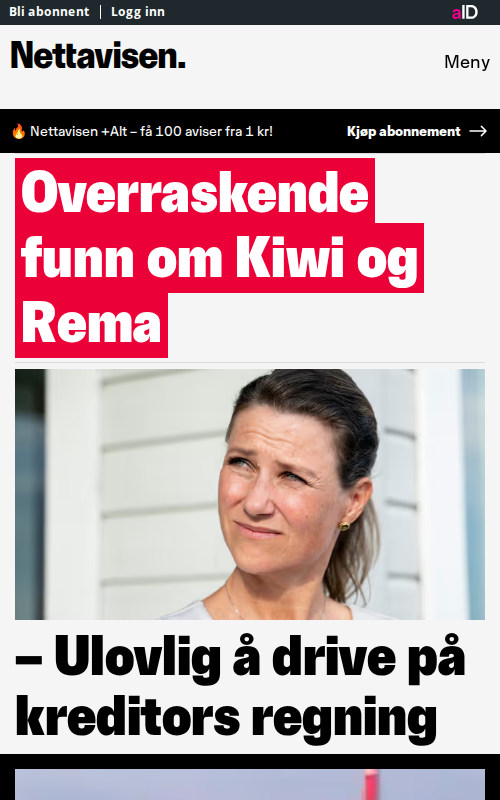 Bli abonnent | Logg inn
aID
Nettavisen.
Meny
🔥 Nettavisen +Alt – få 100 aviser fra 1 kr!
Kjøp abonnement →
Overraskende
funn om Kiwi og
Rema
– Ulovlig å drive på
kreditors regning